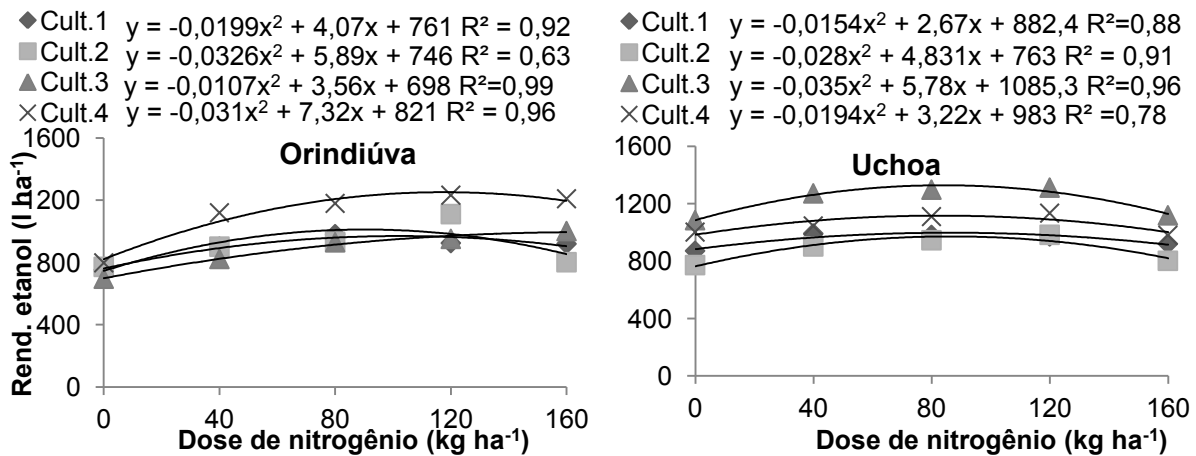 Cult.1 y = -0,0199x² + 4,07x + 761 R² = 0,92
Cult.2 y = -0,0326x² + 5,89x + 746 R² = 0,63
Cult.3 y = -0,0107x² + 3,56x + 698 R²=0,99
Cult.4 y = -0,031x² + 7,32x + 821 R² = 0,96
Orindiúva
Rend. etanol (l ha⁻¹)
1600
1200
800
400
0
0 40 80 120 160
Dose de nitrogênio (kg ha⁻¹)
Cult.1 y = -0,0154x² + 2,67x + 882,4 R²=0,88
Cult.2 y = -0,028x² + 4,831x + 763 R² = 0,91
Cult.3 y = -0,035x² + 5,78x + 1085,3 R²=0,96
Cult.4 y = -0,0194x² + 3,22x + 983 R² =0,78
Uchoa
1600
1200
800
400
0
0 40 80 120 160
Dose de nitrogênio (kg ha⁻¹)